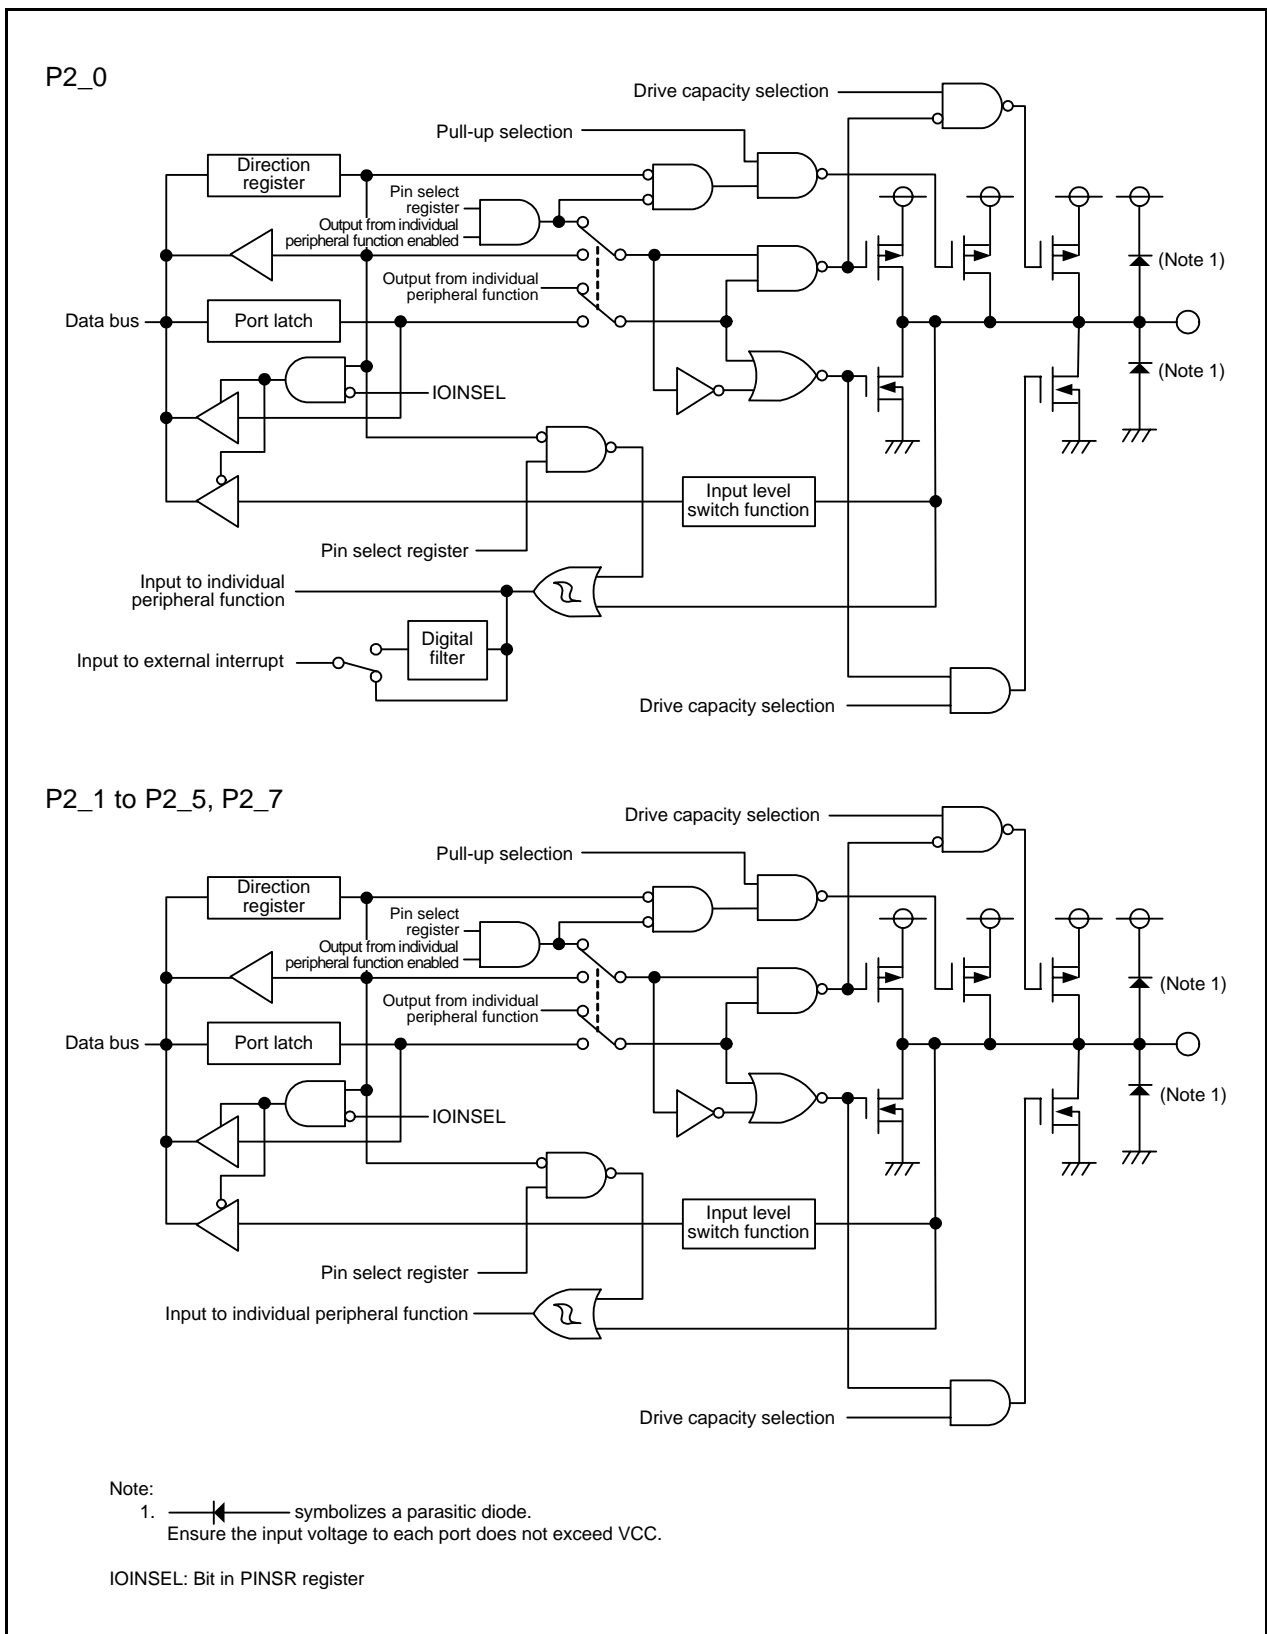 P2_0
Drive capacity selection
Pull-up selection
Direction
register
Pin select
register
Output from individual
peripheral function enabled
(Note 1)
Output from individual
peripheral function
Data bus
Port latch
(Note 1)
IOINSEL
Input level
switch function
Pin select register
Input to individual
peripheral function
Digital
filter
Input to external interrupt
Drive capacity selection
P2_1 to P2_5, P2_7
Drive capacity selection
Pull-up selection
Direction
register
Pin select
register
Output from individual
peripheral function enabled
(Note 1)
Output from individual
peripheral function
Data bus
Port latch
(Note 1)
IOINSEL
Input level
switch function
Pin select register
Input to individual peripheral function
Drive capacity selection
Note:
1. symbolizes a parasitic diode.
Ensure the input voltage to each port does not exceed VCC.
IOINSEL: Bit in PINSR register